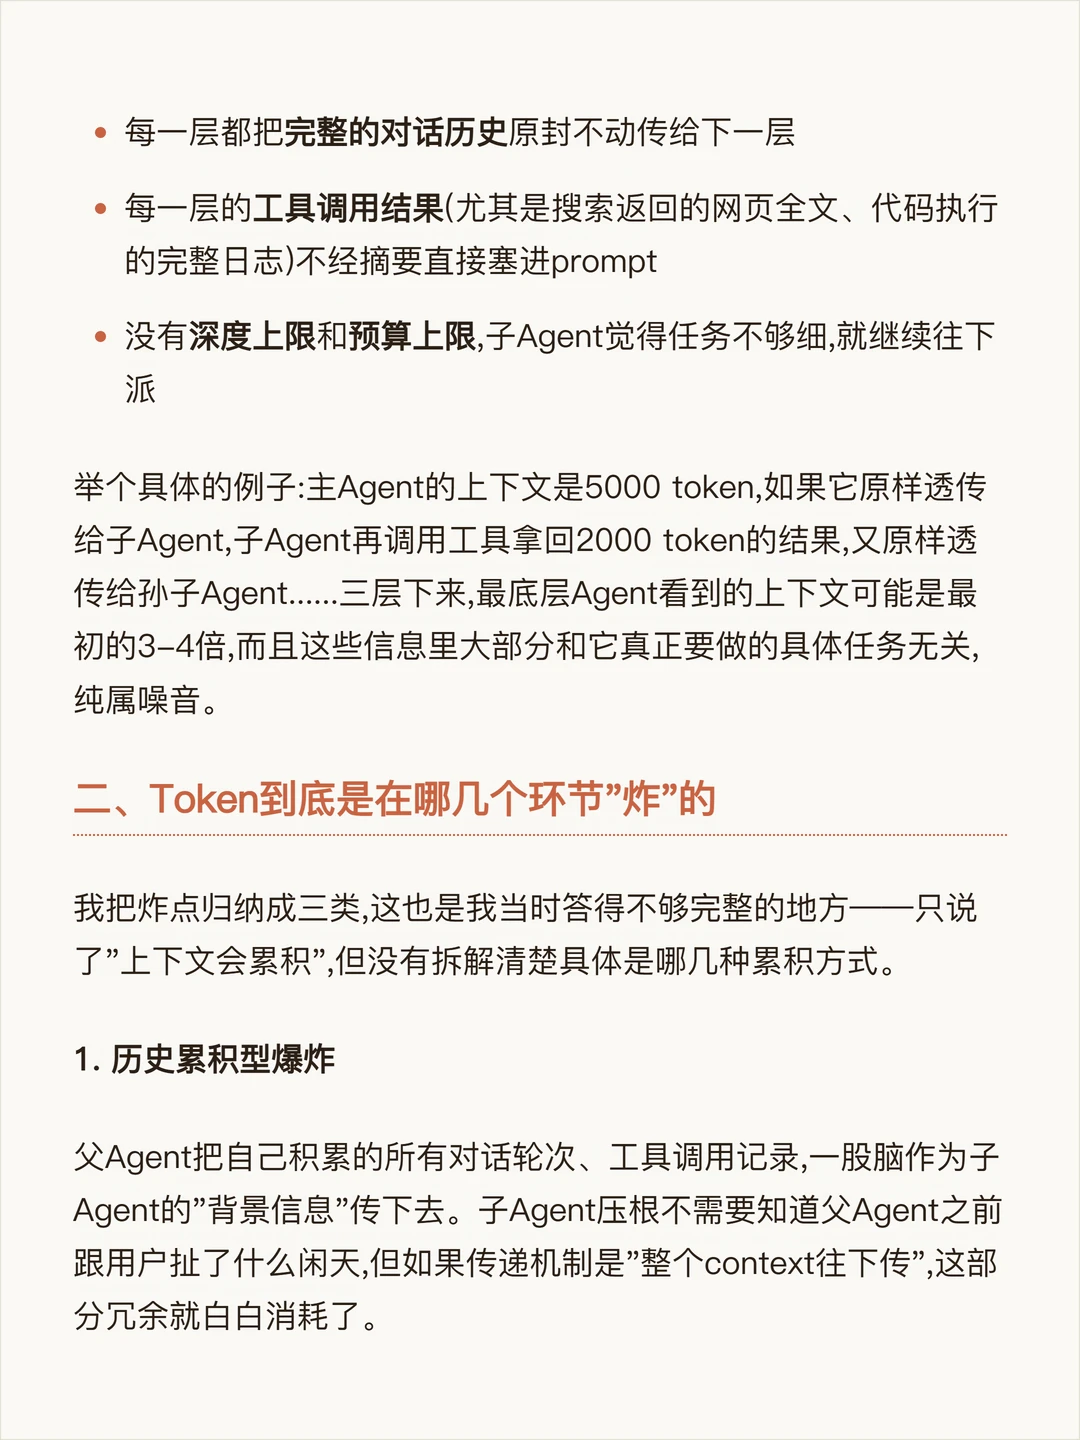 每一层都把完整的对话历史原封不动传给下一层
每一层的工具调用结果(尤其是搜索返回的网页全文、代码执行
的完整日志)不经摘要直接塞进prompt
没有深度上限和预算上限,子Agent觉得任务不够细,就继续往下
派
举个具体的例子:主Agent的上下文是5000 token,如果它原样透传
给子Agent,子Agent再调用工具拿回2000 token的结果,又原样透
传给孙子Agent……三层下来,最底层Agent看到的上下文可能是最
初的3–4倍,而且这些信息里大部分和它真正要做的具体任务无关,
纯属噪音。
二、Token到底是在哪几个环节”炸”的
我把炸点归纳成三类,这也是我当时答得不够完整的地方——只说
了”上下文会累积”,但没有拆解清楚具体是哪几种累积方式。
1. 历史累积型爆炸
父Agent把自己积累的所有对话轮次、工具调用记录,一股脑作为子
Agent的”背景信息”传下去。子Agent压根不需要知道父Agent之前
跟用户扯了什么闲天,但如果传递机制是”整个context往下传”,这部
分冗余就白白消耗了。